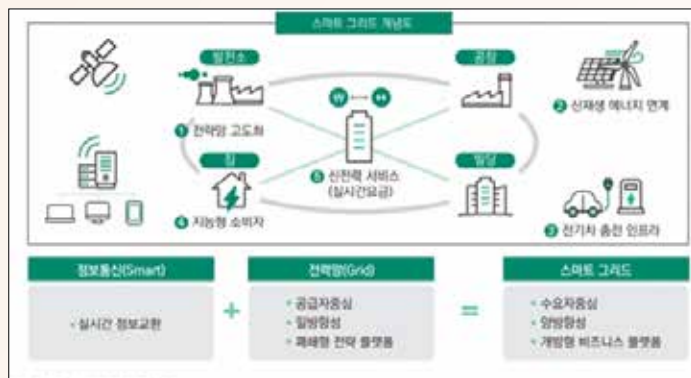 스마트 그리드 개념도
발전소
공장
❶ 전력망 고도화
❷ 신재생 에너지 연계
집
빌딩
❺ 신전력 서비스
(실시간요금)
❹ 지능형 소비자
❸ 전기차 충전 인프라
정보통신(Smart)
전력망(Grid)
스마트 그리드
• 실시간 정보교환
+
• 공급자중심
• 일방향성
• 폐쇄형 전력 플랫폼
=
• 수요자중심
• 양방향성
• 개방형 비즈니스 플랫폼